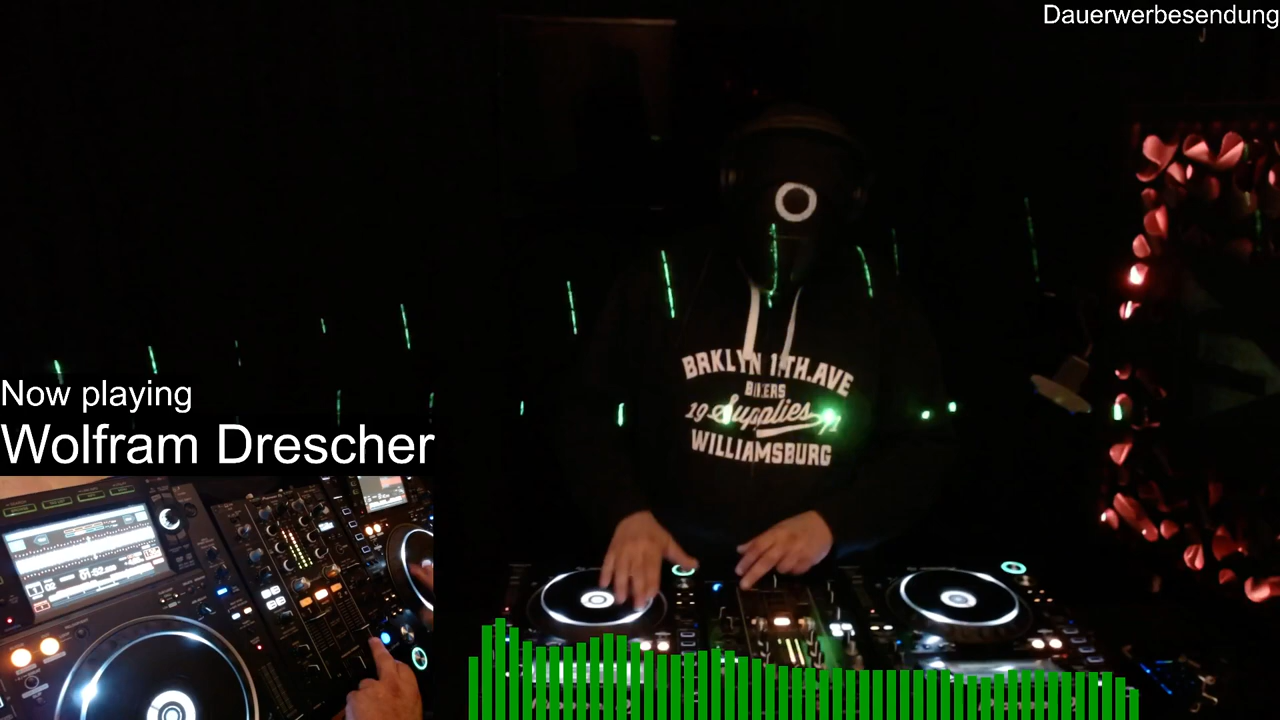 Dauerwerbesendung
BRKLYN 11TH.AVE
BIKERS
19 Supplies 71
WILLIAMSBURG
Now playing
Wolfram Drescher